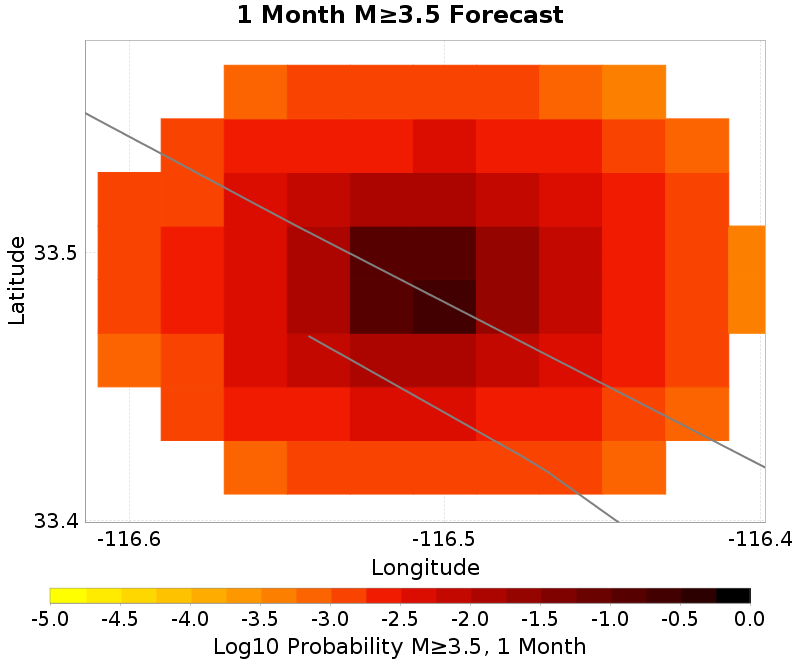 1 Month M≥3.5 Forecast
Latitude
33.5
33.4
-116.6 -116.5 -116.4
Longitude
-5.0 -4.5 -4.0 -3.5 -3.0 -2.5 -2.0 -1.5 -1.0 -0.5 0.0
Log10 Probability M≥3.5, 1 Month